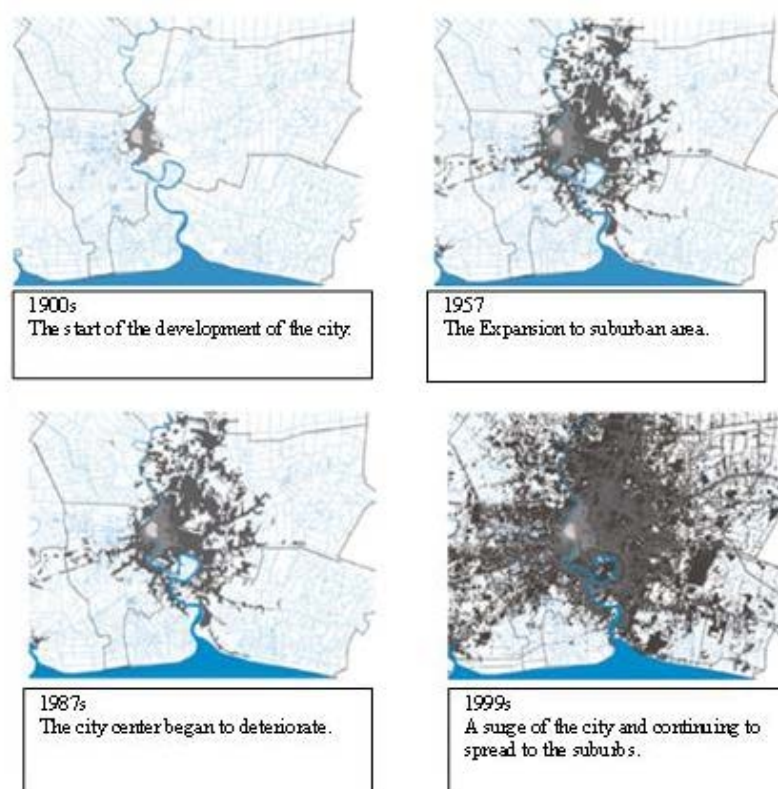 1900s
The start of the development of the city.
1957
The Expansion to suburban area.
1987s
The city center began to deteriorate.
1999s
A surge of the city and continuing to
spread to the suburbs.